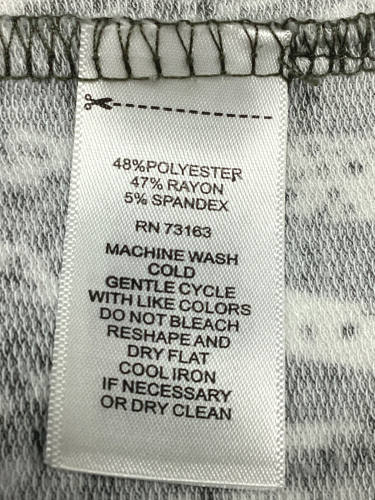 48%POLYESTER
47% RAYON
5% SPANDEX
RN 73163
MACHINE WASH
COLD
GENTLE CYCLE
WITH LIKE COLORS
DO NOT BLEACH
RESHAPE AND
DRY FLAT
COOL IRON
IF NECESSARY
OR DRY CLEAN